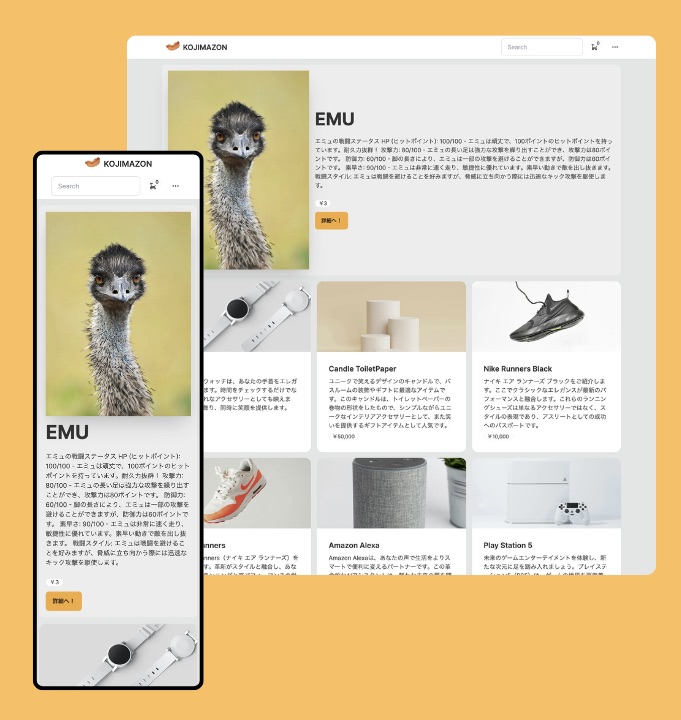 KOJIMAZON
Search
0
EMU
エミュの戦闘ステータス HP (ヒットポイント): 100/100 - エミュは頑丈で、100ポイントのヒットポイントを持っ
ています。耐久力抜群！ 攻撃力: 80/100 - エミュの長い足は強力な攻撃を繰り出すことができ、攻撃力は80ポイ
ントです。 防御力: 60/100 - 脚の長さにより、エミュは一部の攻撃を避けることができますが、防御力は60ポイント
です。 素早さ: 90/100 - エミュは非常に速く走り、敏捷性に優れています。素早い動きで敵を出し抜きます。
戦闘スタイル: エミュは戦闘を避けることを好みますが、脅威に立ち向かう際には迅速なキック攻撃を駆使しま
す。
¥3
詳細へ！
ウォッチは、あなたの手首をエレガ
ます。時間をチェックするだけでな
れなアクセサリーとしても映えま
飾り、同時に笑顔を提供します。
Candle ToiletPaper
ユニークで笑えるデザインのキャンドルで、バ
スルームの装飾やギフトに最適なアイテムで
す。このキャンドルは、トイレットペーパーの
巻物の形状をしたもので、シンプルながらユニ
ークなインテリアアクセサリーとして、また笑
いを提供するギフトアイテムとして人気です。
¥50,000
Nike Runners Black
ナイキ エア ランナーズ ブラックをご紹介しま
す。ここでクラシックなエレガンスが最新のパ
フォーマンスと融合します。これらのランニン
グシューズは単なるアクセサリーではなく、ス
タイルの表現であり、アスリートとしての成功
へのパスポートです。
¥10,000
nners
nners（ナイキ エア ランナーズ）を
す。革新がスタイルと融合し、あな
Amazon Alexa
Amazon Alexaは、あなたの声で生活をよりス
マートで便利に変えるパートナーです。この革
Play Station 5
未来のゲームエンターテイメントを体験し、新
たな次元に足を踏み入れましょう。プレイステ
KOJIMAZON
Search
0
EMU
エミュの戦闘ステータス HP (ヒットポイント):
100/100 - エミュは頑丈で、100ポイントのヒット
ポイントを持っています。耐久力抜群！ 攻撃力:
80/100 - エミュの長い足は強力な攻撃を繰り出す
ことができ、攻撃力は80ポイントです。 防御力:
60/100 - 脚の長さにより、エミュは一部の攻撃を
避けることができますが、防御力は60ポイントで
す。 素早さ: 90/100 - エミュは非常に速く走り、
敏捷性に優れています。素早い動きで敵を出し抜
きます。 戦闘スタイル: エミュは戦闘を避けるこ
とを好みますが、脅威に立ち向かう際には迅速な
キック攻撃を駆使します。
¥3
詳細へ！